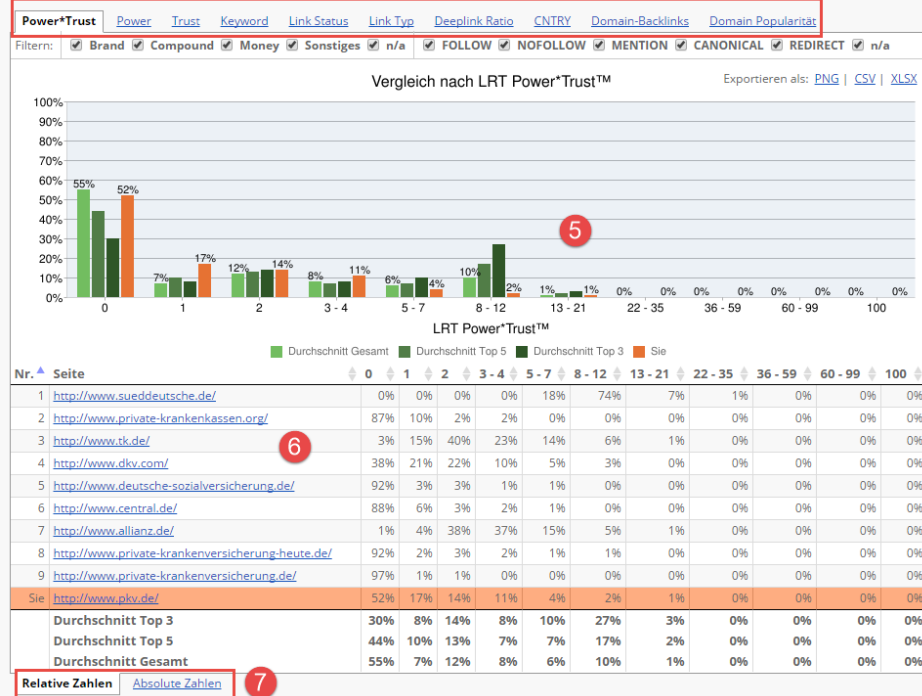 Power*Trust Power Trust Keyword Link Status Link Typ Deeplink Ratio CNTRY Domain-Backlinks Domain Popularität
Filtern: Brand Compound Money Sonstiges n/a FOLLOW NOFOLLOW MENTION CANONICAL REDIRECT n/a
Vergleich nach LRT Power*Trust™ Exportieren als: PNG | CSV | XLSX
100%
90%
80%
70%
60%
50%
40%
30%
20%
10%
0%
55% 52%
7% 17%
12% 14%
8% 11%
6% 4%
10% 2%
1% 1%
0% 0%
0% 0%
0% 0%
0% 0%
5
0 1 2 3 - 4 5 - 7 8 - 12 13 - 21 22 - 35 36 - 59 60 - 99 100
LRT Power*Trust™
Durchschnitt Gesamt Durchschnitt Top 5 Durchschnitt Top 3 Sie
Nr. Seite 0 1 2 3 - 4 5 - 7 8 - 12 13 - 21 22 - 35 36 - 59 60 - 99 100
1 http://www.sueddeutsche.de/ 0% 0% 0% 0% 18% 74% 7% 1% 0% 0% 0%
2 http://www.private-krankenkassen.org/ 87% 10% 2% 2% 0% 0% 0% 0% 0% 0% 0%
3 http://www.tk.de/ 3% 15% 40% 23% 14% 6% 1% 0% 0% 0% 0%
6
4 http://www.dkv.com/ 38% 21% 22% 10% 5% 3% 0% 0% 0% 0% 0%
5 http://www.deutsche-sozialversicherung.de/ 92% 3% 3% 1% 1% 0% 0% 0% 0% 0% 0%
6 http://www.central.de/ 88% 6% 3% 2% 1% 0% 0% 0% 0% 0% 0%
7 http://www.allianz.de/ 1% 4% 38% 37% 15% 5% 1% 0% 0% 0% 0%
8 http://www.private-krankenversicherung-heute.de/ 92% 2% 3% 2% 1% 1% 0% 0% 0% 0% 0%
9 http://www.private-krankenversicherung.de/ 97% 1% 1% 0% 0% 0% 0% 0% 0% 0% 0%
Sie http://www.pkv.de/ 52% 17% 14% 11% 4% 2% 1% 0% 0% 0% 0%
Durchschnitt Top 3 30% 8% 14% 8% 10% 27% 3% 0% 0% 0% 0%
Durchschnitt Top 5 44% 10% 13% 7% 7% 17% 2% 0% 0% 0% 0%
Durchschnitt Gesamt 55% 7% 12% 8% 6% 10% 1% 0% 0% 0% 0%
Relative Zahlen Absolute Zahlen 7